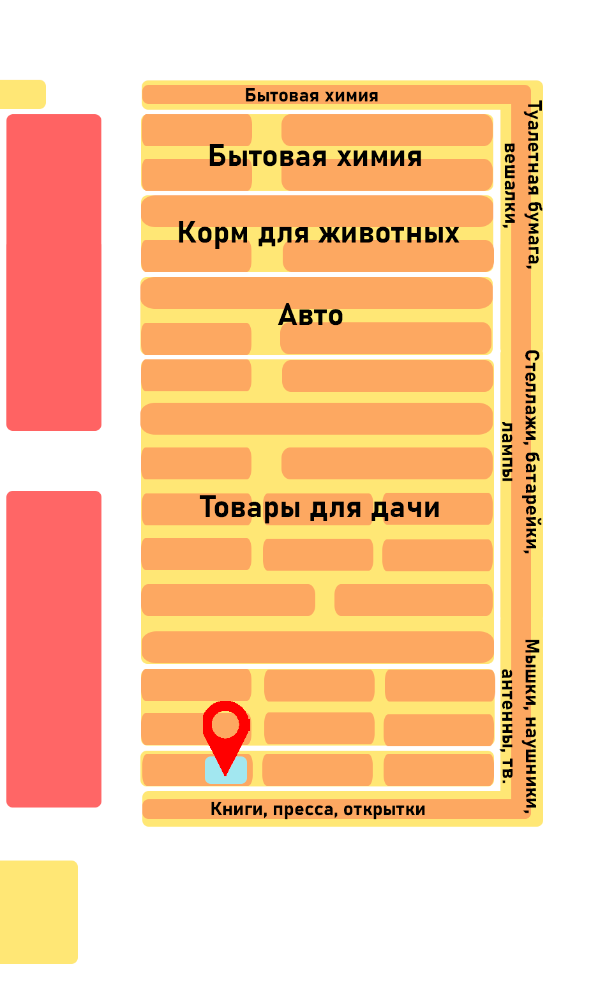 Бытовая химия
Бытовая химия
Корм для животных
Авто
Товары для дачи
Книги, пресса, открытки
Туалетная бумага,
вешалки,
Стеллажи, батарейки,
лампы
Мышки, наушники,
антенны, тв.